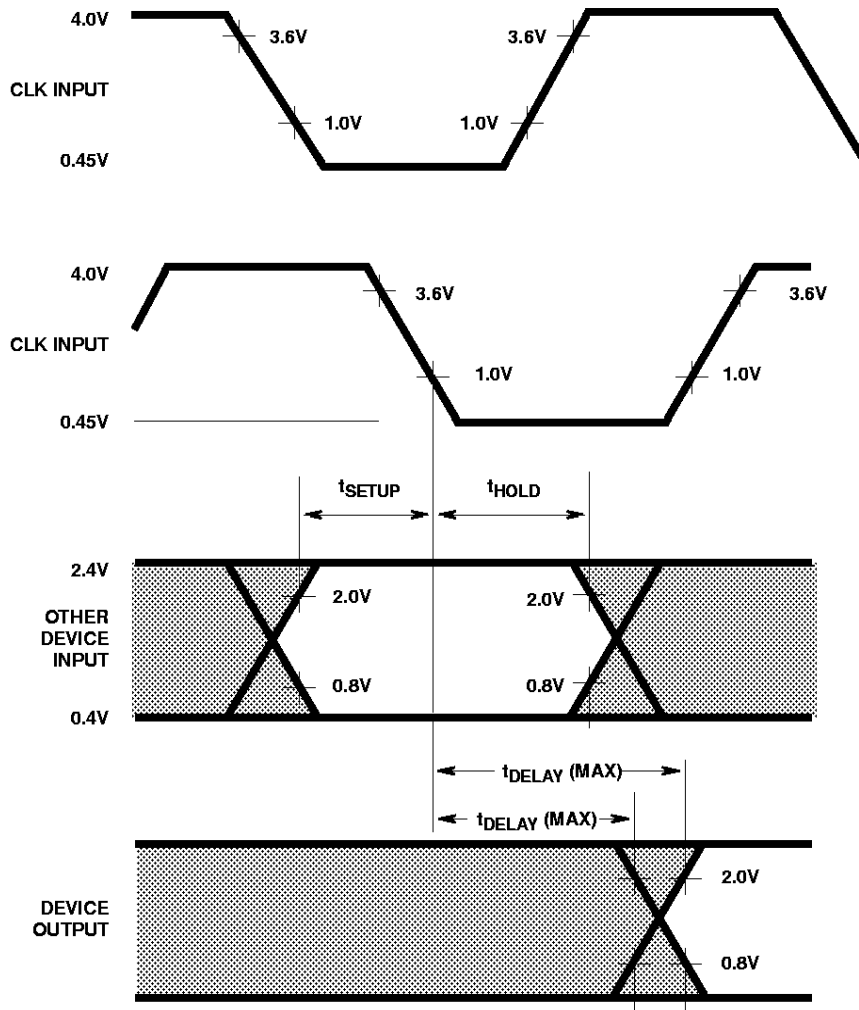 4.0V
3.6V
3.6V
CLK INPUT
1.0V
1.0V
0.45V
4.0V
3.6V
3.6V
CLK INPUT
1.0V
1.0V
0.45V
tSETUP
tHOLD
2.4V
2.0V
2.0V
OTHER
DEVICE
INPUT
0.8V
0.8V
0.4V
tDELAY (MAX)
tDELAY (MAX)
2.0V
DEVICE
OUTPUT
0.8V